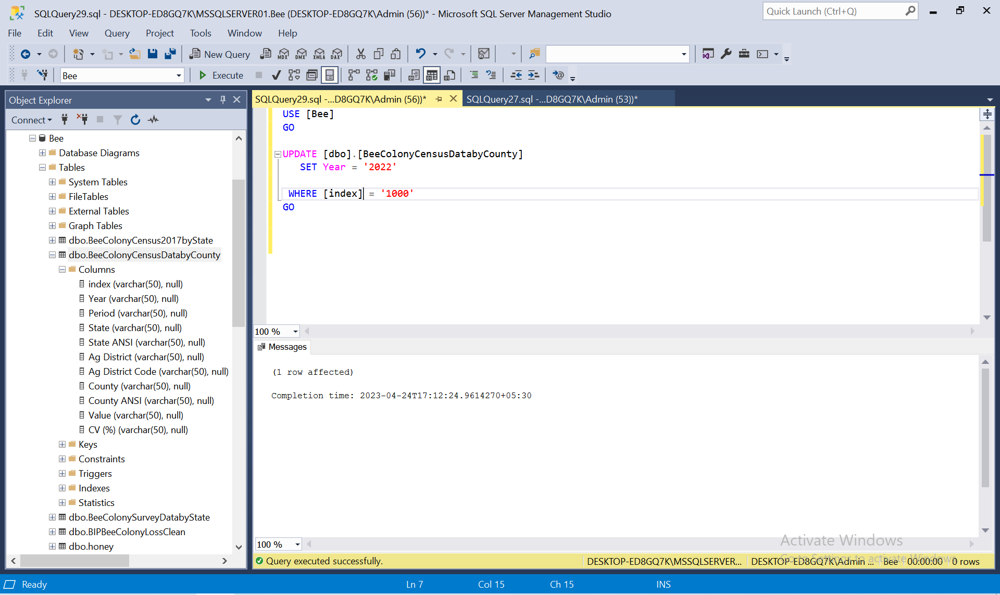 SQLQuery29.sql - DESKTOP-ED8GQ7K\MSSQLSERVER01.Bee (DESKTOP-ED8GQ7K\Admin (56))* - Microsoft SQL Server Management Studio
Quick Launch (Ctrl+Q)
File Edit View Query Project Tools Window Help
New Query MDX DMX XMLA DAX
Bee Execute
Object Explorer
Connect
Bee
Database Diagrams
Tables
System Tables
FileTables
External Tables
Graph Tables
dbo.BeeColonyCensus2017byState
dbo.BeeColonyCensusDatabyCounty
Columns
index (varchar(50), null)
Year (varchar(50), null)
Period (varchar(50), null)
State (varchar(50), null)
State ANSI (varchar(50), null)
Ag District (varchar(50), null)
Ag District Code (varchar(50), null)
County (varchar(50), null)
County ANSI (varchar(50), null)
Value (varchar(50), null)
CV (%) (varchar(50), null)
Keys
Constraints
Triggers
Indexes
Statistics
dbo.BeeColonySurveyDatabyState
dbo.BIPBeeColonyLossClean
dbo.honey
SQLQuery29.sql -...D8GQ7K\Admin (56))* SQLQuery27.sql -...D8GQ7K\Admin (53))*
USE [Bee]
GO
UPDATE [dbo].[BeeColonyCensusDatabyCounty]
SET Year = '2022'
WHERE [index] = '1000'
GO
100 %
Messages
(1 row affected)
Completion time: 2023-04-24T17:12:24.9614270+05:30
100 %
Activate Windows
Go to Settings to activate Windows.
Query executed successfully. DESKTOP-ED8GQ7K\MSSQLSERVER... DESKTOP-ED8GQ7K\Admin ... Bee 00:00:00 0 rows
Ready Ln 7 Col 15 Ch 15 INS